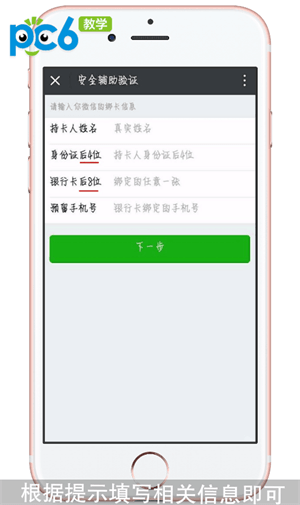 pc6 教学
安全辅助验证
请输入你微信的绑卡信息
持卡人姓名 真实姓名
身份证后4位 持卡人身份证后4位
银行卡后8位 绑定的任意一张
预留手机号 银行卡绑定的手机号
下一步
根据提示填写相关信息即可